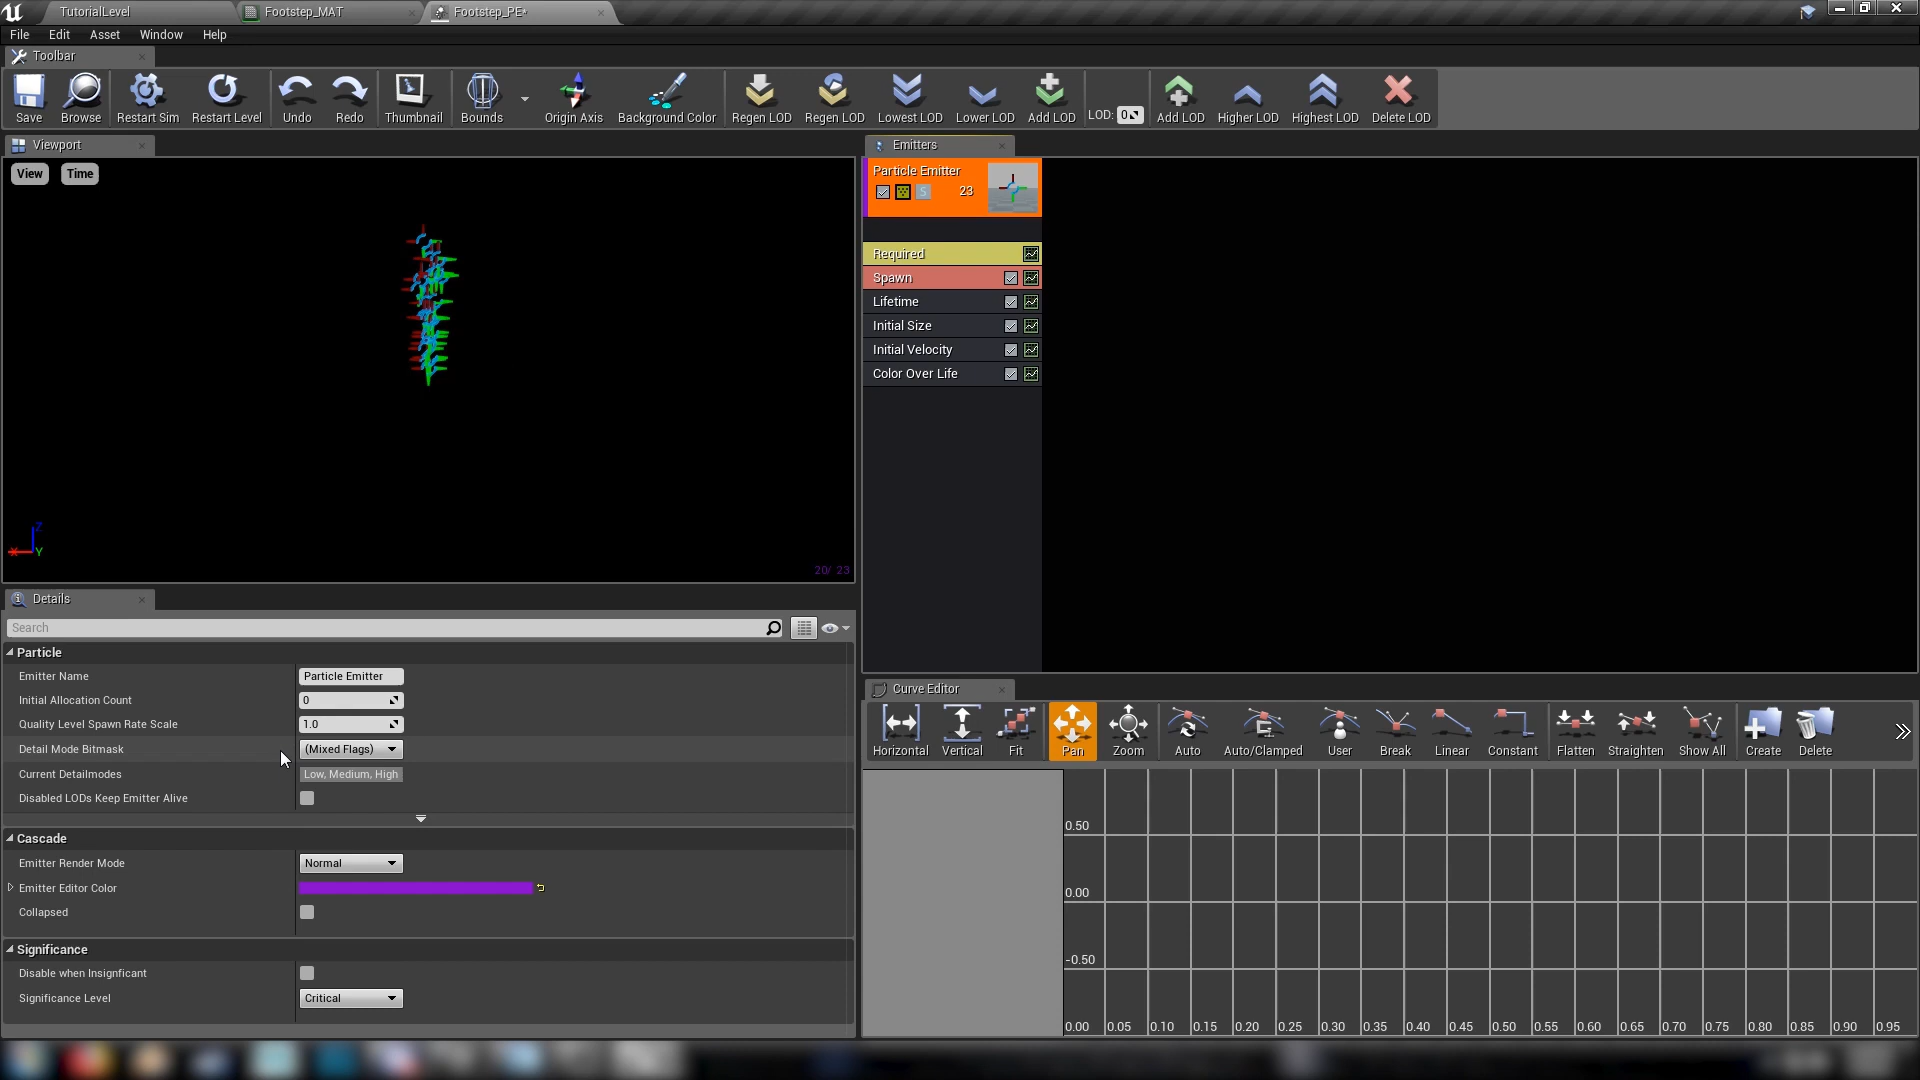 TutorialLevel
Footstep_MAT
Footstep_PE*
File Edit Asset Window Help
Toolbar
Save Browse Restart Sim Restart Level Undo Redo Thumbnail Bounds Origin Axis Background Color Regen LOD Regen LOD Lowest LOD Lower LOD Add LOD LOD: 0 Add LOD Higher LOD Highest LOD Delete LOD
Viewport
View Time
Z
X Y
20/ 23
Emitters
Particle Emitter
S 23
Required
Spawn
Lifetime
Initial Size
Initial Velocity
Color Over Life
Details
Search
Particle
Emitter Name Particle Emitter
Initial Allocation Count 0
Quality Level Spawn Rate Scale 1.0
Detail Mode Bitmask (Mixed Flags)
Current Detailmodes Low, Medium, High
Disabled LODs Keep Emitter Alive
Cascade
Emitter Render Mode Normal
Emitter Editor Color
Collapsed
Significance
Disable when Insignficant
Significance Level Critical
Curve Editor
Horizontal Vertical Fit Pan Zoom Auto Auto/Clamped User Break Linear Constant Flatten Straighten Show All Create Delete
0.50
0.00
-0.50
0.00 0.05 0.10 0.15 0.20 0.25 0.30 0.35 0.40 0.45 0.50 0.55 0.60 0.65 0.70 0.75 0.80 0.85 0.90 0.95